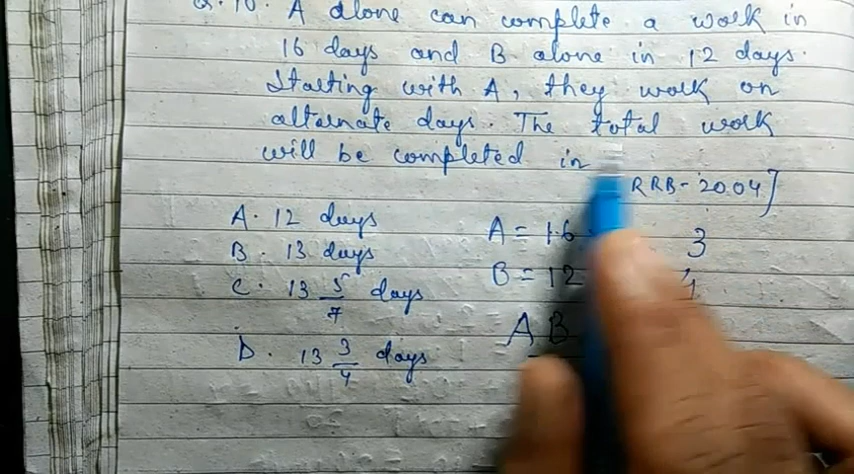 Q.10. A alone can complete a work in
16 days and B alone in 12 days.
Starting with A, they work on
alternate days. The total work
will be completed in
RRB-2004]
A. 12 days
B. 13 days
C. 13 5/7 days
D. 13 3/4 days
A = 16
3
B = 12
4
A B